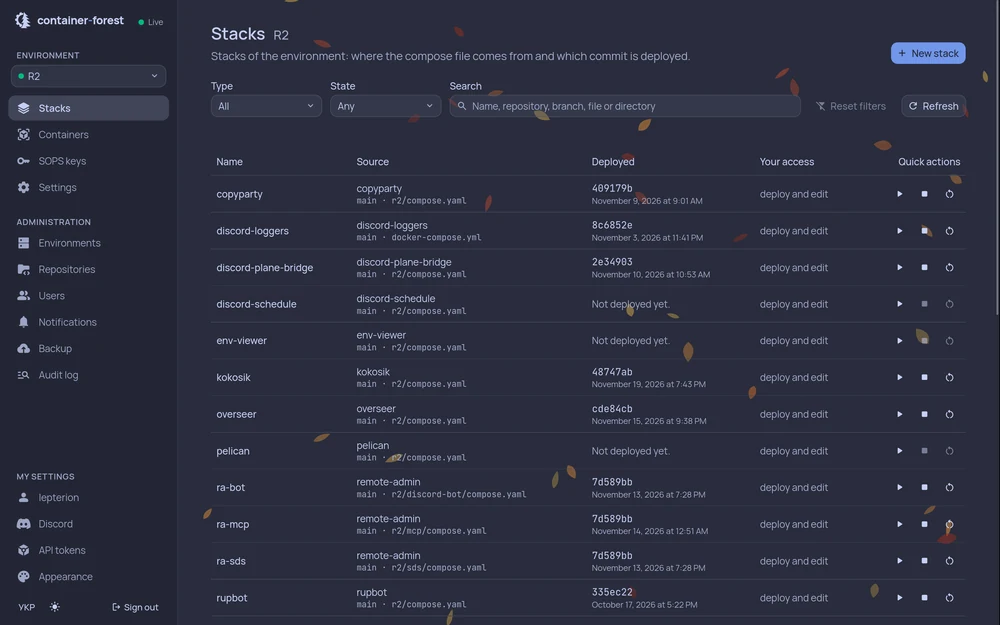 container-forest
Live
ENVIRONMENT
R2
Stacks
Containers
SOPS keys
Settings
ADMINISTRATION
Environments
Repositories
Users
Notifications
Backup
Audit log
MY SETTINGS
lepterion
Discord
API tokens
Appearance
УКР
Sign out
Stacks R2
Stacks of the environment: where the compose file comes from and which commit is deployed.
+ New stack
Type State Search
All Any Name, repository, branch, file or directory Reset filters Refresh
Name Source Deployed Your access Quick actions
copyparty copyparty 409179b deploy and edit
main · r2/compose.yaml November 9, 2026 at 9:01 AM
discord-loggers discord-loggers 8c6852e deploy and edit
main · docker-compose.yml November 3, 2026 at 11:41 PM
discord-plane-bridge discord-plane-bridge 2e34903 deploy and edit
main · r2/compose.yaml November 10, 2026 at 10:53 AM
discord-schedule discord-schedule Not deployed yet. deploy and edit
main · r2/compose.yaml
env-viewer env-viewer Not deployed yet. deploy and edit
main · r2/compose.yaml
kokosik kokosik 48747ab deploy and edit
main · r2/compose.yaml November 19, 2026 at 7:43 PM
overseer overseer cde84cb deploy and edit
main · r2/compose.yaml November 15, 2026 at 9:38 PM
pelican pelican Not deployed yet. deploy and edit
main · r2/compose.yaml
ra-bot remote-admin 7d589bb deploy and edit
main · r2/discord-bot/compose.yaml November 13, 2026 at 7:28 PM
ra-mcp remote-admin 7d589bb deploy and edit
main · r2/mcp/compose.yaml November 14, 2026 at 12:51 AM
ra-sds remote-admin 7d589bb deploy and edit
main · r2/sds/compose.yaml November 13, 2026 at 7:28 PM
rupbot rupbot 335ec22 deploy and edit
main · r2/compose.yaml October 17, 2026 at 5:22 PM